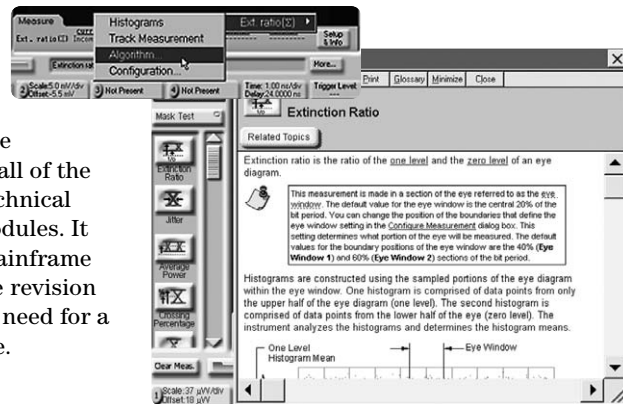 Measure
Histograms
Ext. ratio(Σ)
Track Measurement
Algorithm...
Configuration...
Setup
& Info
More...
2) Scale:5.0 mV/div
Offset:-5.5 mV
3) Not Present
4) Not Present
Time: 1.00 ns/div
Delay:24.0000 ns
Trigger Level
Print Glossary Minimize Close
Extinction Ratio
Related Topics
Mask Test
Extinction
Ratio
Jitter
Average
Power
Crossing
Percentage
Clear Meas.
1) Scale:37 µW/div
Offset:18 µW
all of the
chnical
dules. It
ainframe
e revision
need for a
e.
Extinction ratio is the ratio of the one level and the zero level of an eye
diagram.
This measurement is made in a section of the eye referred to as the eye
window. The default value for the eye window is the central 20% of the
bit period. You can change the position of the boundaries that define the
eye window setting in the Configure Measurement dialog box. This
setting determines what portion of the eye will be measured. The default
values for the boundary positions of the eye window are the 40% (Eye
Window 1) and 60% (Eye Window 2) sections of the bit period.
Histograms are constructed using the sampled portions of the eye diagram
within the eye window. One histogram is comprised of data points from only
the upper half of the eye diagram (one level). The second histogram is
comprised of data points from the lower half of the eye (zero level). The
instrument analyzes the histograms and determines the histogram means.
One Level
Histogram Mean
Eye Window